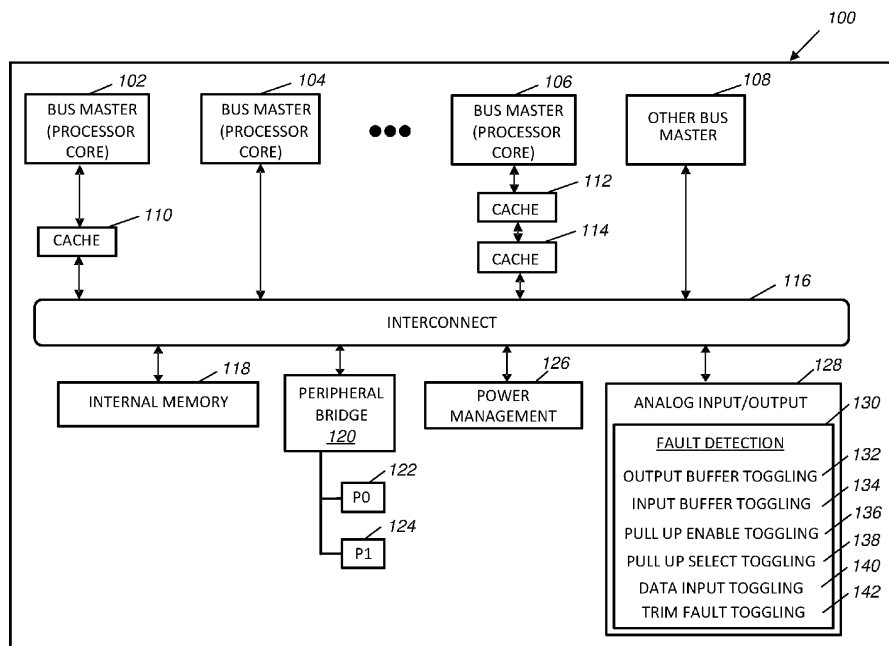 100
102
104
106
108
BUS MASTER
(PROCESSOR
CORE)
BUS MASTER
(PROCESSOR
CORE)
BUS MASTER
(PROCESSOR
CORE)
OTHER BUS
MASTER
110
CACHE
112
CACHE
114
CACHE
116
INTERCONNECT
118
INTERNAL MEMORY
PERIPHERAL
BRIDGE
120
122
P0
124
P1
126
POWER
MANAGEMENT
128
ANALOG INPUT/OUTPUT
130
FAULT DETECTION
132
OUTPUT BUFFER TOGGLING
134
INPUT BUFFER TOGGLING
136
PULL UP ENABLE TOGGLING
138
PULL UP SELECT TOGGLING
140
DATA INPUT TOGGLING
142
TRIM FAULT TOGGLING